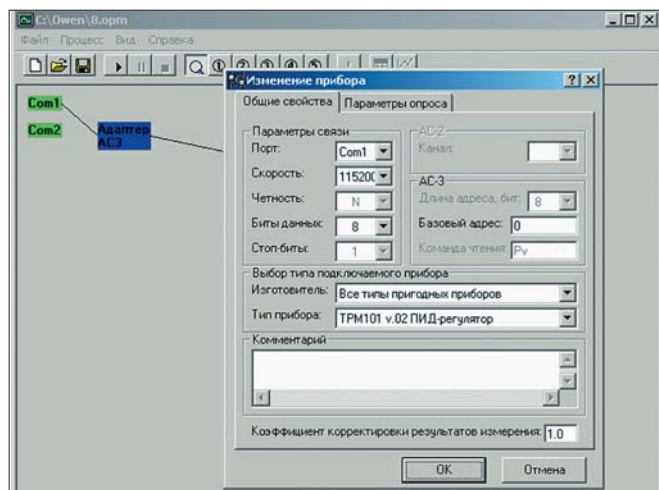 C:\Owen\8.opm
Файл Процесс Вид Справка
Изменение прибора
Общие свойства Параметры опроса
Com1
Com2
Адаптер
АС3
Параметры связи
Порт: Com1
Скорость: 11520
Четность: N
Биты данных: 8
Стоп-биты: 1
АС-2
Канал:
АС-3
Длина адреса, бит: 8
Базовый адрес: 0
Команда чтения: Pv
Выбор типа подключаемого прибора
Изготовитель: Все типы пригодных приборов
Тип прибора: ТРМ101 v.02 ПИД-регулятор
Комментарий
Коэффициент корректировки результатов измерения: 1.0
OK Отмена